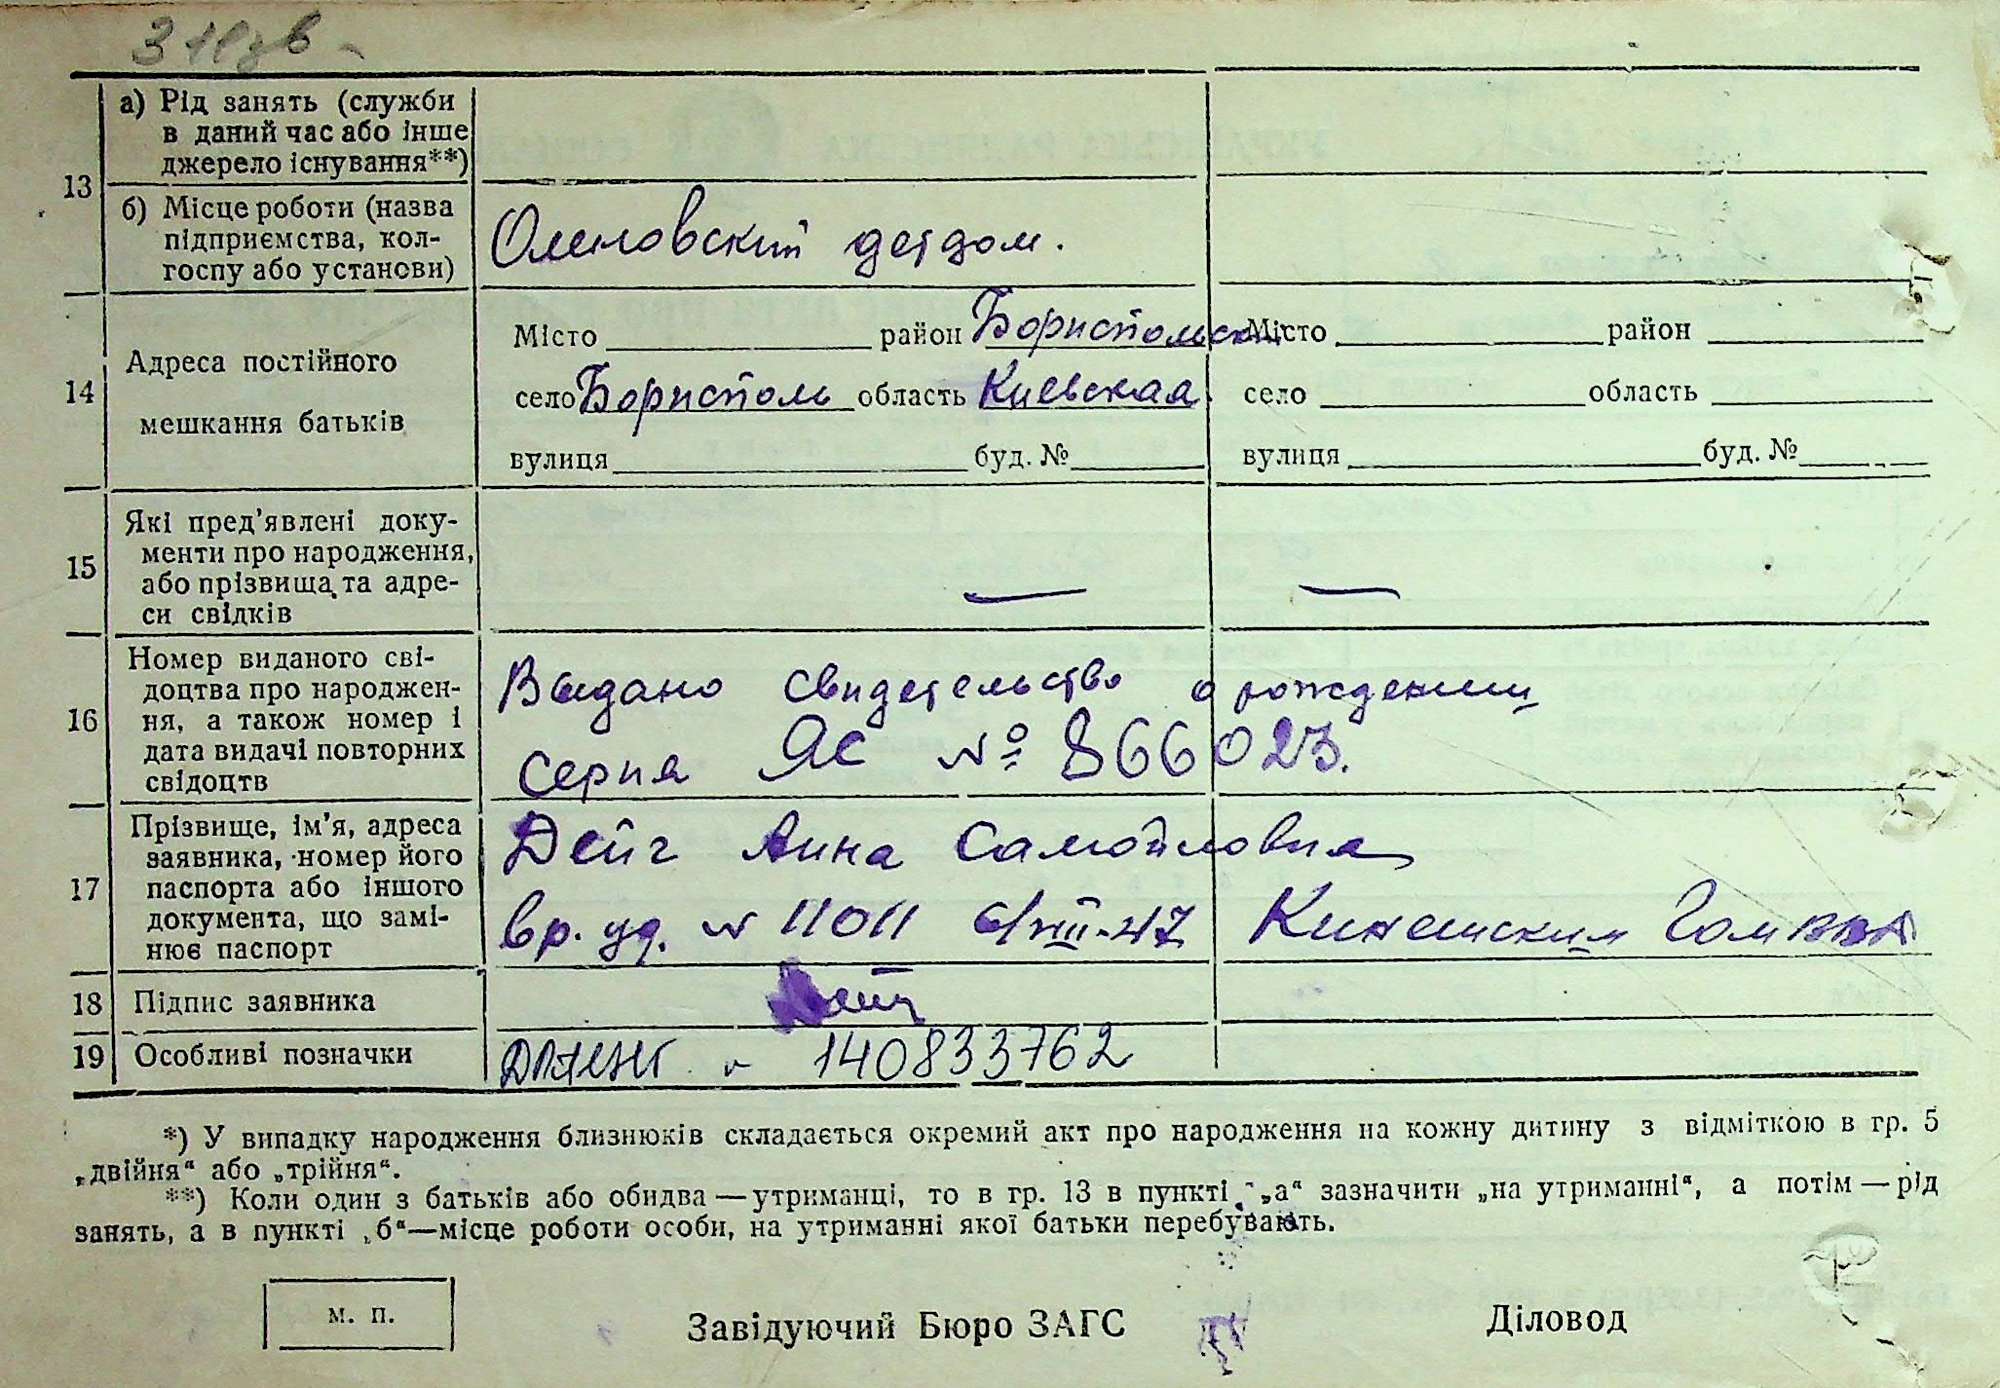 13
а) Рід занять (служби
в даний час або інше
джерело існування**)
б) Місце роботи (назва
підприємства, кол-
госпу або установи)
Оленовский детдом.
14
Адреса постійного
мешкання батьків
Місто район Бориспольский
село Борисполь область Киевская
вулиця буд. №
Місто район
село область
вулиця буд. №
15
Які пред'явлені доку-
менти про народження,
або прізвища та адре-
си свідків
— —
16
Номер виданого сві-
доцтва про народжен-
ня, а також номер і
дата видачі повторних
свідоцтв
Выдано свидетельство о рождении
серия ЯС № 866023.
17
Прізвище, ім'я, адреса
заявника, номер його
паспорта або іншого
документа, що замі-
нює паспорт
Дейч Анна Самойловна
вр. уд. № 11011 Кинешским
18 Підпис заявника
Дейч
19 Особливі позначки
140833762
*) У випадку народження близнюків складається окремий акт про народження на кожну дитину з відміткою в гр. 5
„двійня“ або „трійня“.
**) Коли один з батьків або обидва — утриманці, то в гр. 13 в пункті „а“ зазначити „на утриманні“, а потім — рід
занять, а в пункті „б“ — місце роботи особи, на утриманні якої батьки перебувають.
м. п.
Завідуючий Бюро ЗАГС
Діловод